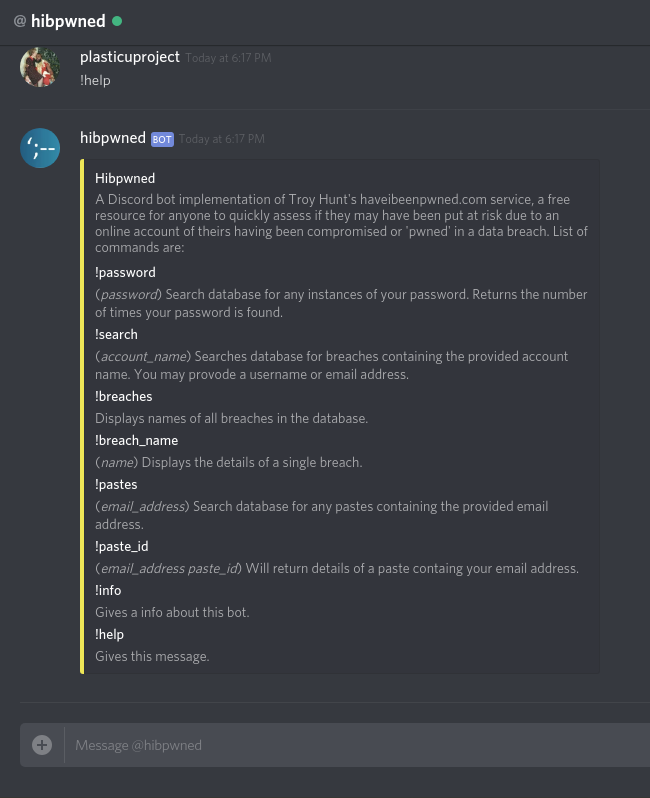 @ hibpwned
plasticuproject Today at 6:17 PM
!help
';-- hibpwned BOT Today at 6:17 PM
Hibpwned
A Discord bot implementation of Troy Hunt's haveibeenpwned.com service, a free
resource for anyone to quickly assess if they may have been put at risk due to an
online account of theirs having been compromised or 'pwned' in a data breach. List of
commands are:
!password
(password) Search database for any instances of your password. Returns the number
of times your password is found.
!search
(account_name) Searches database for breaches containing the provided account
name. You may provode a username or email address.
!breaches
Displays names of all breaches in the database.
!breach_name
(name) Displays the details of a single breach.
!pastes
(email_address) Search database for any pastes containing the provided email
address.
!paste_id
(email_address paste_id) Will return details of a paste containg your email address.
!info
Gives a info about this bot.
!help
Gives this message.
Message @hibpwned